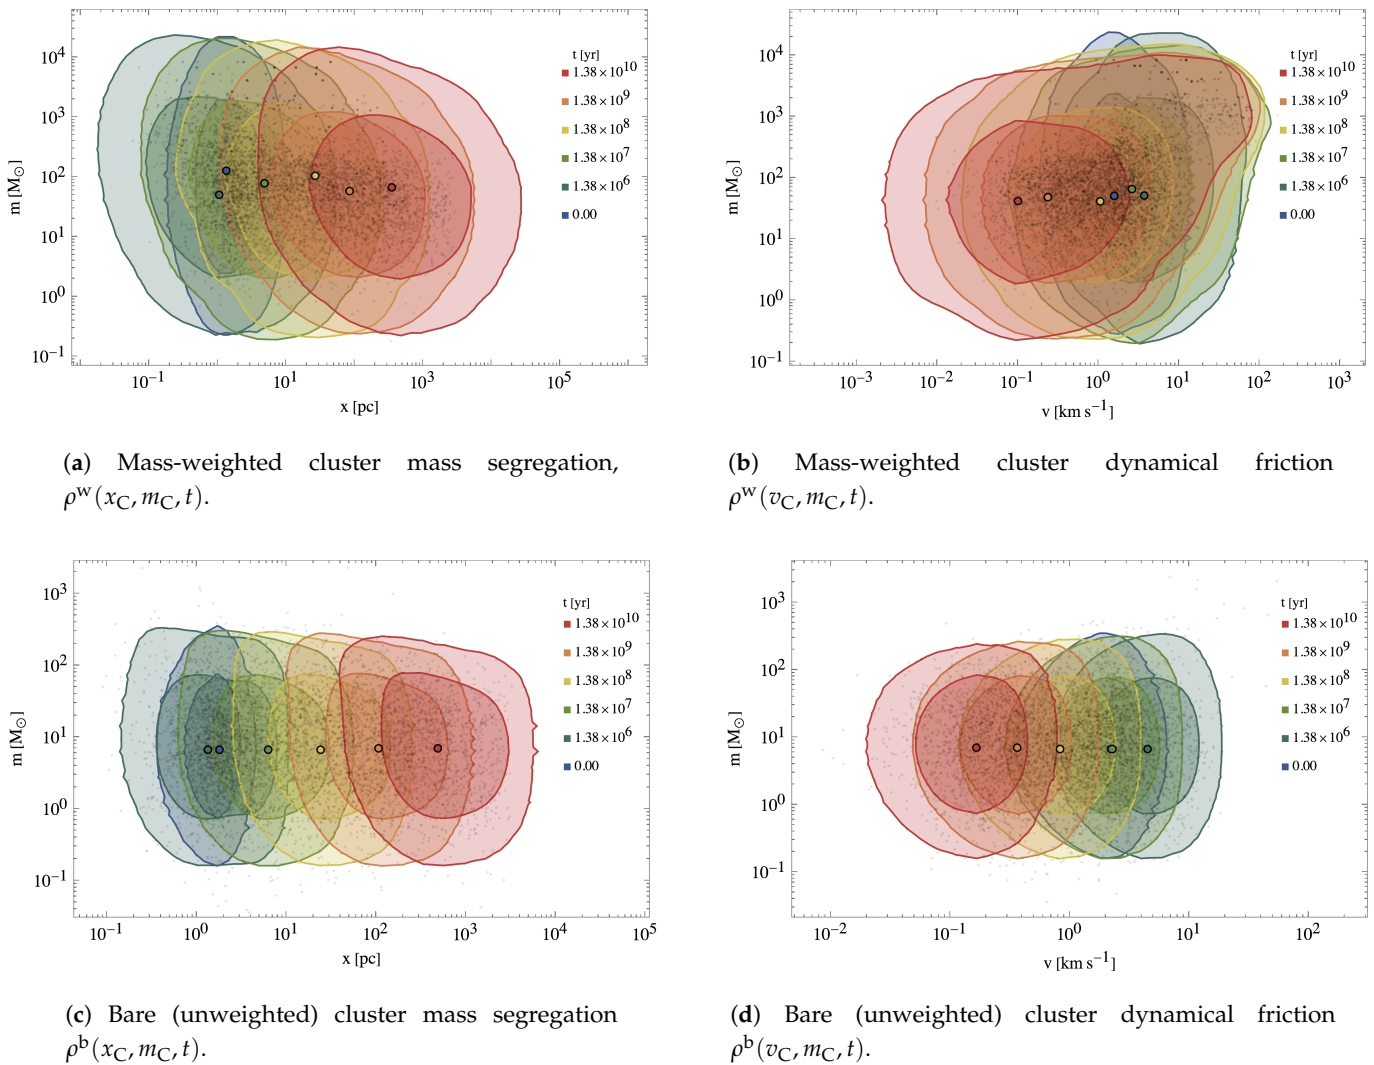 t [yr]
1.38×10^10
1.38×10^9
1.38×10^8
1.38×10^7
1.38×10^6
0.00
10^4
10^3
10^2
10^1
10^0
10^−1
m [M⊙]
10^−1 10^1 10^3 10^5
x [pc]
(a) Mass-weighted cluster mass segregation,
ρ^w(x_C, m_C, t).
t [yr]
1.38×10^10
1.38×10^9
1.38×10^8
1.38×10^7
1.38×10^6
0.00
10^4
10^3
10^2
10^1
10^0
10^−1
m [M⊙]
10^−3 10^−2 10^−1 10^0 10^1 10^2 10^3
v [km s^−1]
(b) Mass-weighted cluster dynamical friction
ρ^w(v_C, m_C, t).
t [yr]
1.38×10^10
1.38×10^9
1.38×10^8
1.38×10^7
1.38×10^6
0.00
10^3
10^2
10^1
10^0
10^−1
m [M⊙]
10^−1 10^0 10^1 10^2 10^3 10^4 10^5
x [pc]
(c) Bare (unweighted) cluster mass segregation
ρ^b(x_C, m_C, t).
t [yr]
1.38×10^10
1.38×10^9
1.38×10^8
1.38×10^7
1.38×10^6
0.00
10^3
10^2
10^1
10^0
10^−1
m [M⊙]
10^−2 10^−1 10^0 10^1 10^2
v [km s^−1]
(d) Bare (unweighted) cluster dynamical friction
ρ^b(v_C, m_C, t).